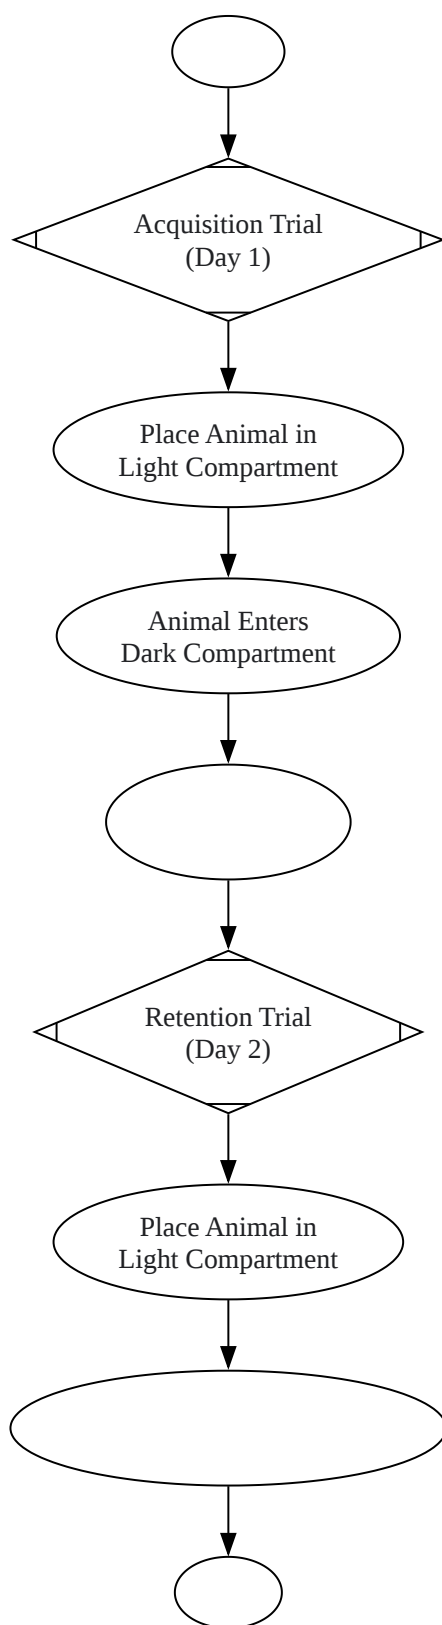 Acquisition Trial
(Day 1)
Place Animal in
Light Compartment
Animal Enters
Dark Compartment
Retention Trial
(Day 2)
Place Animal in
Light Compartment